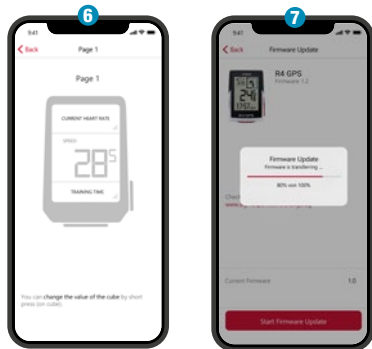 6
9:41
Back
Page 1
Page 1
CURRENT HEART RATE
SPEED
28 5
TRAINING TIME
You can change the value of the cube by short
press (on cube).
7
9:41
Back
Firmware Update
R4 GPS
Firmware 1.2
Firmware Update
Firmware is transferring ...
80% von 100%
Current Firmware
1.0
Start Firmware Update